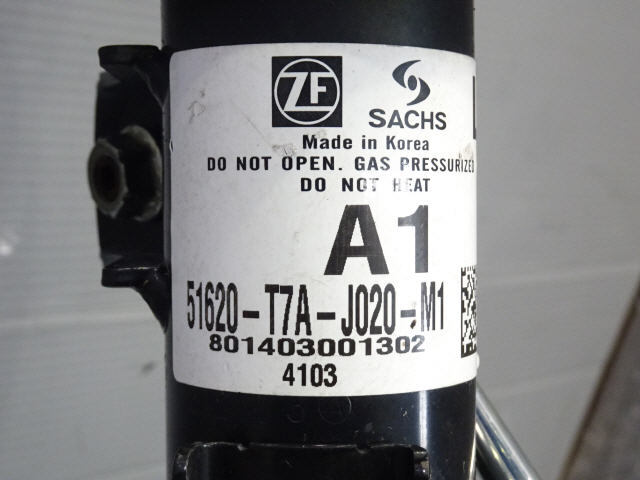 ZF SACHS
Made in Korea
DO NOT OPEN. GAS PRESSURIZED
DO NOT HEAT
A1
51620-T7A-J020-M1
801403001302
4103